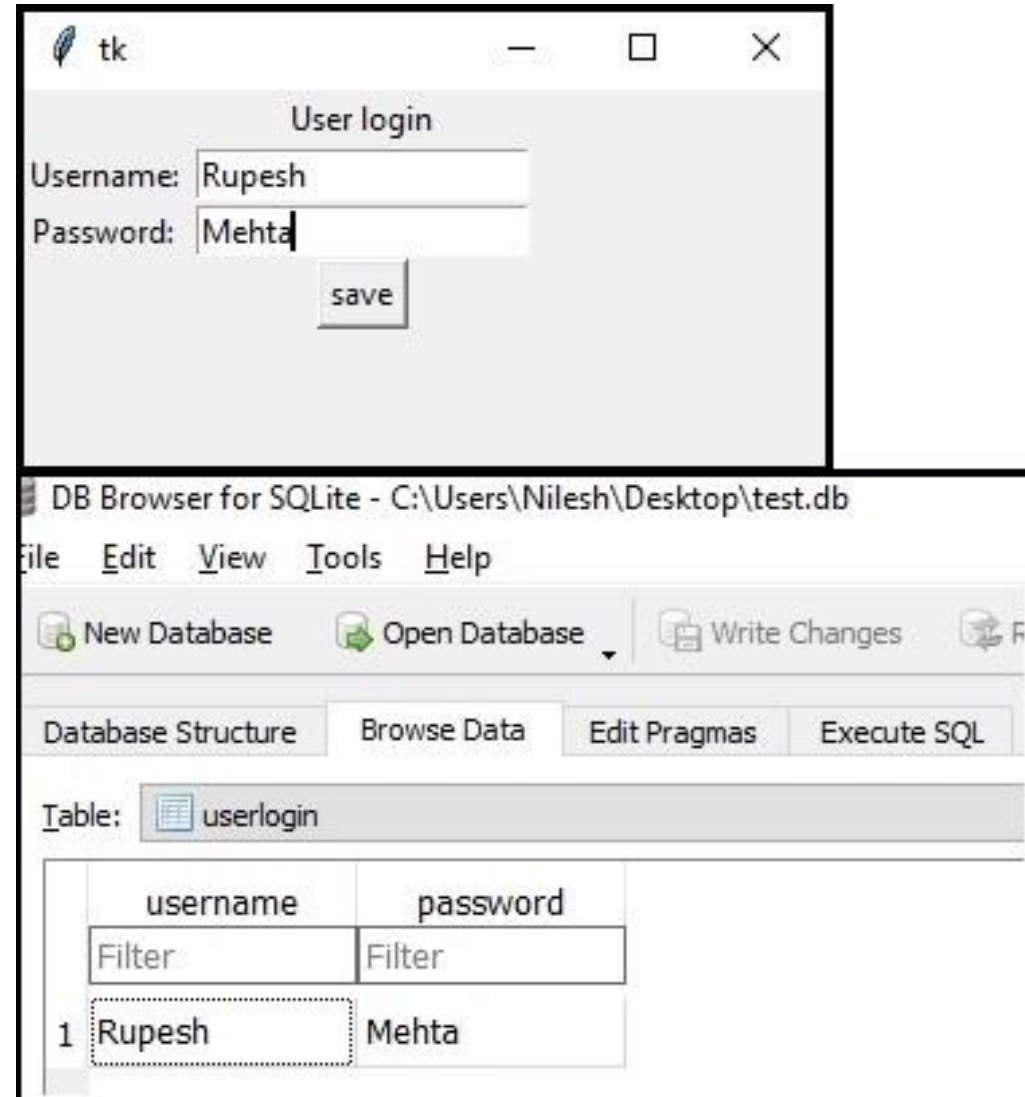 tk
User login
Username: Rupesh
Password: Mehta
save
DB Browser for SQLite - C:\Users\Nilesh\Desktop\test.db
File Edit View Tools Help
New Database Open Database Write Changes R
Database Structure Browse Data Edit Pragmas Execute SQL
Table: userlogin
username password
Filter Filter
1 Rupesh Mehta